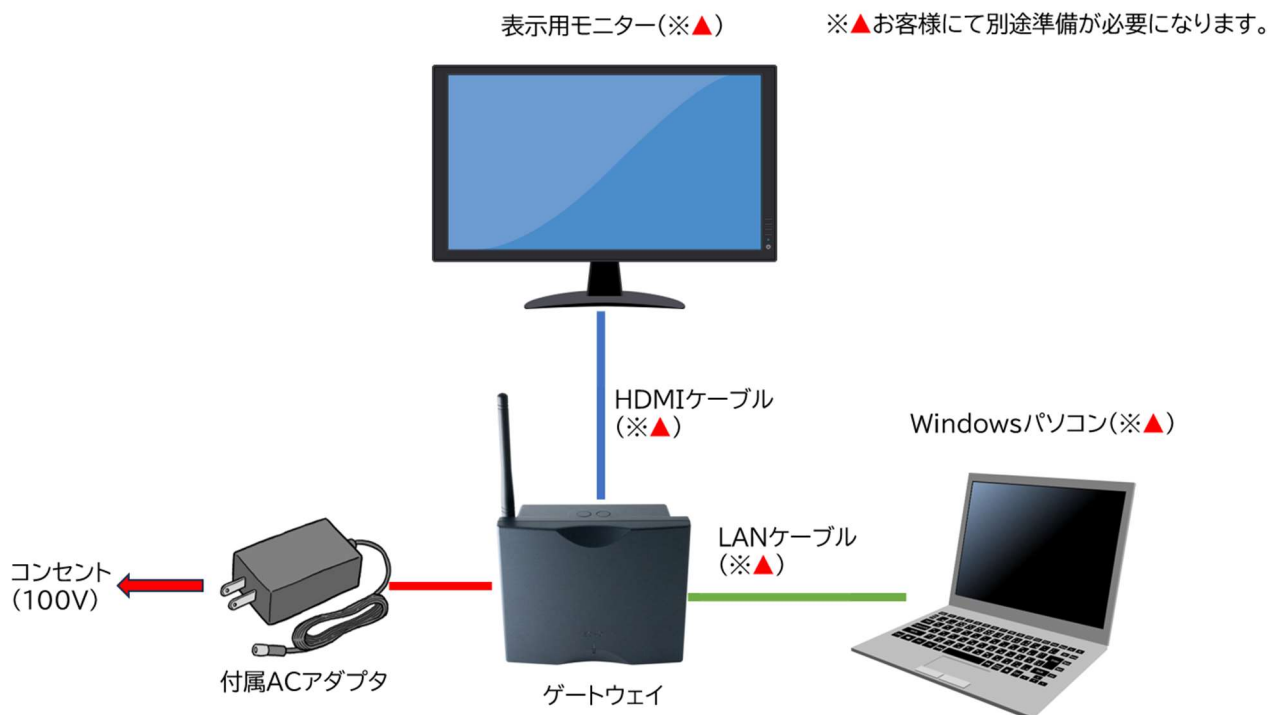 表示用モニター(※▲)
※▲お客様にて別途準備が必要になります。
HDMIケーブル
(※▲)
Windowsパソコン(※▲)
LANケーブル
(※▲)
コンセント
(100V)
付属ACアダプタ
ゲートウェイ